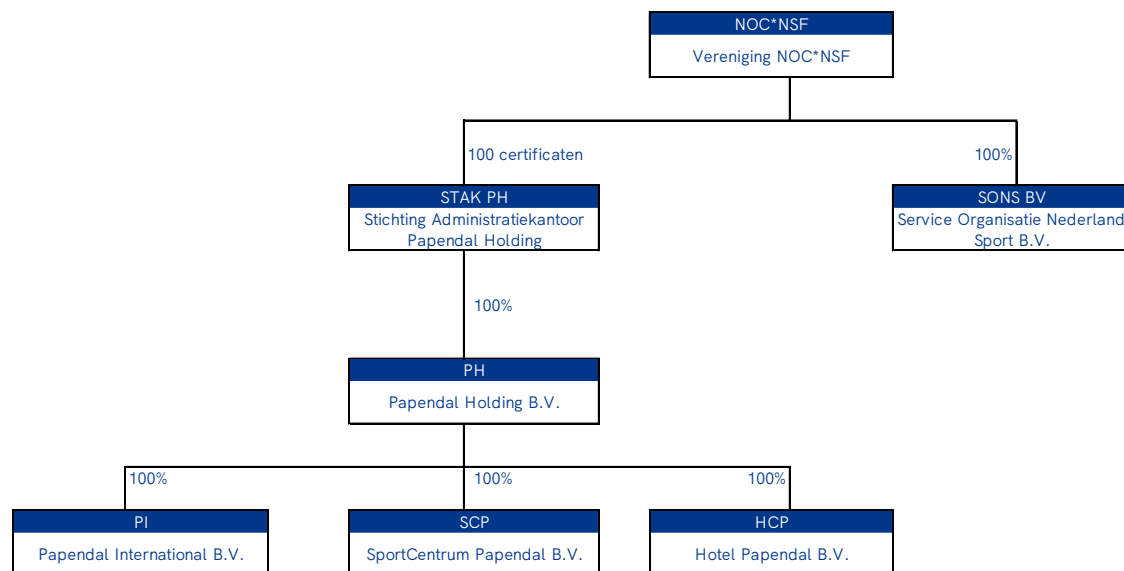 NOC*NSF
Vereniging NOC*NSF
100 certificaten
100%
STAK PH
Stichting Administratiekantoor
Papendal Holding
SONS BV
Service Organisatie Nederland
Sport B.V.
100%
PH
Papendal Holding B.V.
100%
100%
100%
PI
Papendal International B.V.
SCP
SportCentrum Papendal B.V.
HCP
Hotel Papendal B.V.